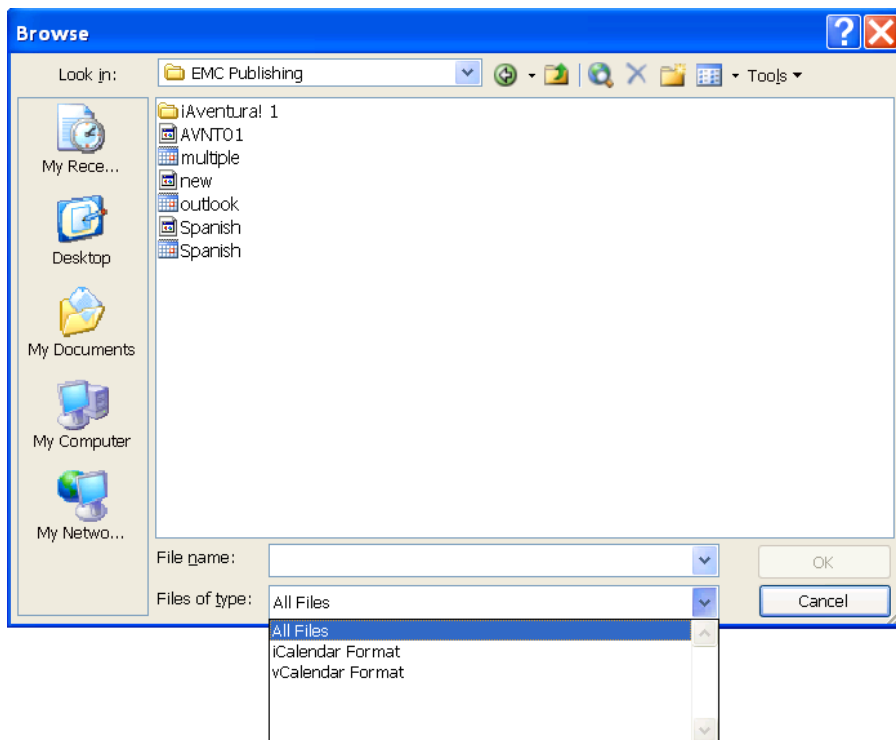 Browse
Look in: EMC Publishing Tools
iAventura! 1
AVNT01
multiple
new
outlook
Spanish
Spanish
My Rece...
Desktop
My Documents
My Computer
My Netwo...
File name: OK
Files of type: All Files Cancel
All Files
iCalendar Format
vCalendar Format